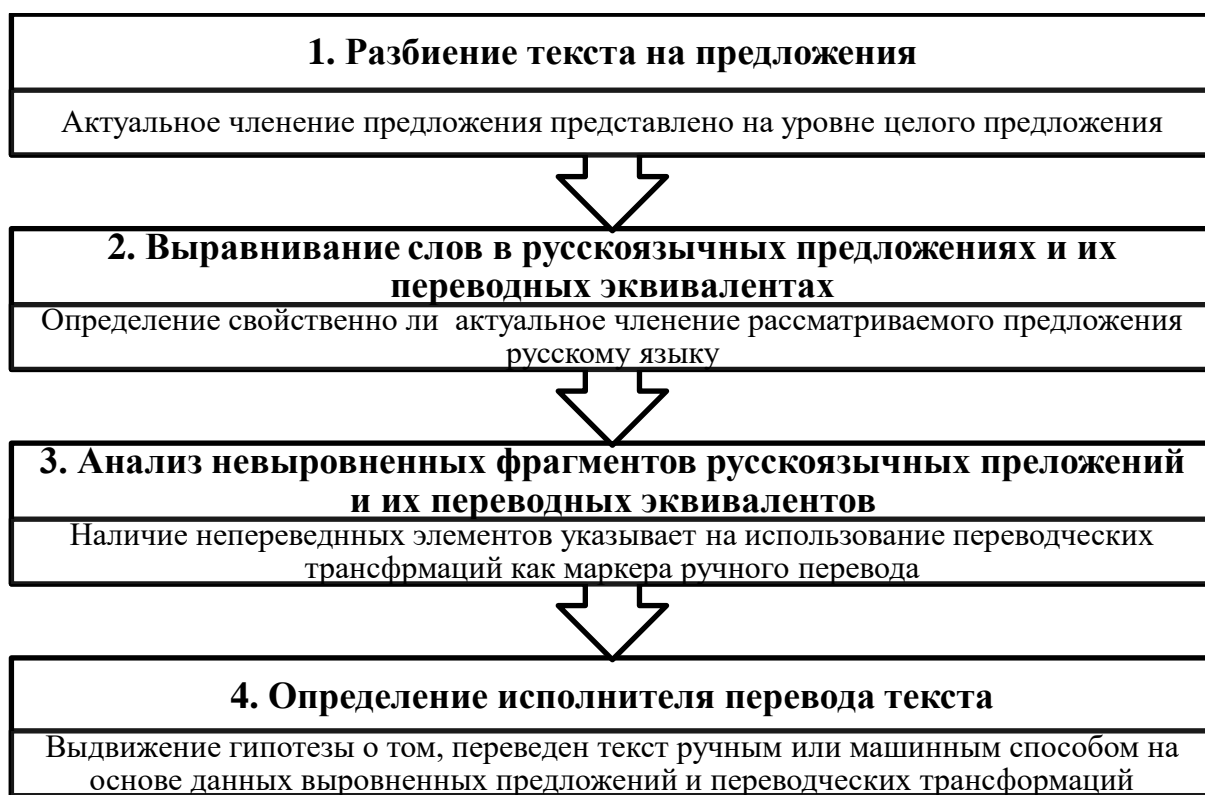 1. Разбиение текста на предложения
Актуальное членение предложения представлено на уровне целого предложения
2. Выравнивание слов в русскоязычных предложениях и их
переводных эквивалентах
Определение свойственно ли актуальное членение рассматриваемого предложения
русскому языку
3. Анализ невыровненных фрагментов русскоязычных преложений
и их переводных эквивалентов
Наличие непереведнных элементов указывает на использование переводческих
трансфрмаций как маркера ручного перевода
4. Определение исполнителя перевода текста
Выдвижение гипотезы о том, переведен текст ручным или машинным способом на
основе данных выровненных предложений и переводческих трансформаций